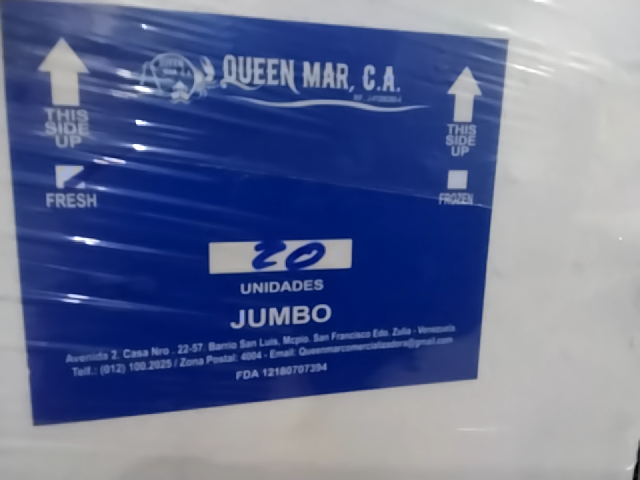 QUEEN MAR, C.A.
THIS
SIDE
UP
THIS
SIDE
UP
FRESH
FROZEN
20
UNIDADES
JUMBO
Avenida 2. Casa Nro . 22-57. Barrio San Luis, Mcpio. San Francisco Edo. Zulia - Venezuela
Telf.: (012) 100.2025 / Zona Postal: 4004 - Email: Queenmarcomercializadora@gmail.com
FDA 12180707394